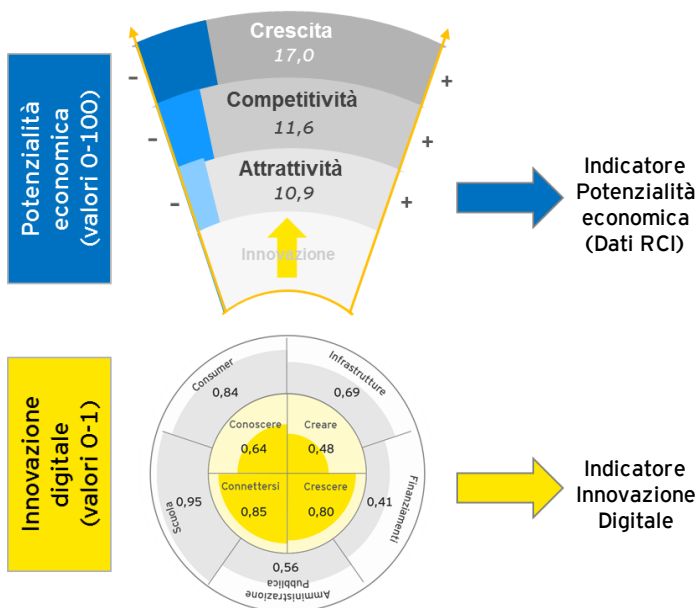 Potenzialità
economica
(valori 0-100)
Crescita
17,0
Competitività
11,6
Attrattività
10,9
Innovazione
-
-
-
+
+
+
Indicatore
Potenzialità
economica
(Dati RCI)
Innovazione
digitale
(valori 0-1)
Consumer
0,84
Infrastrutture
0,69
Conoscere
0,64
Creare
0,48
Connettersi
0,85
Crescere
0,80
Scuola
0,95
Finanziamenti
0,41
0,56
Pubblica
Amministrazione
Indicatore
Innovazione
Digitale